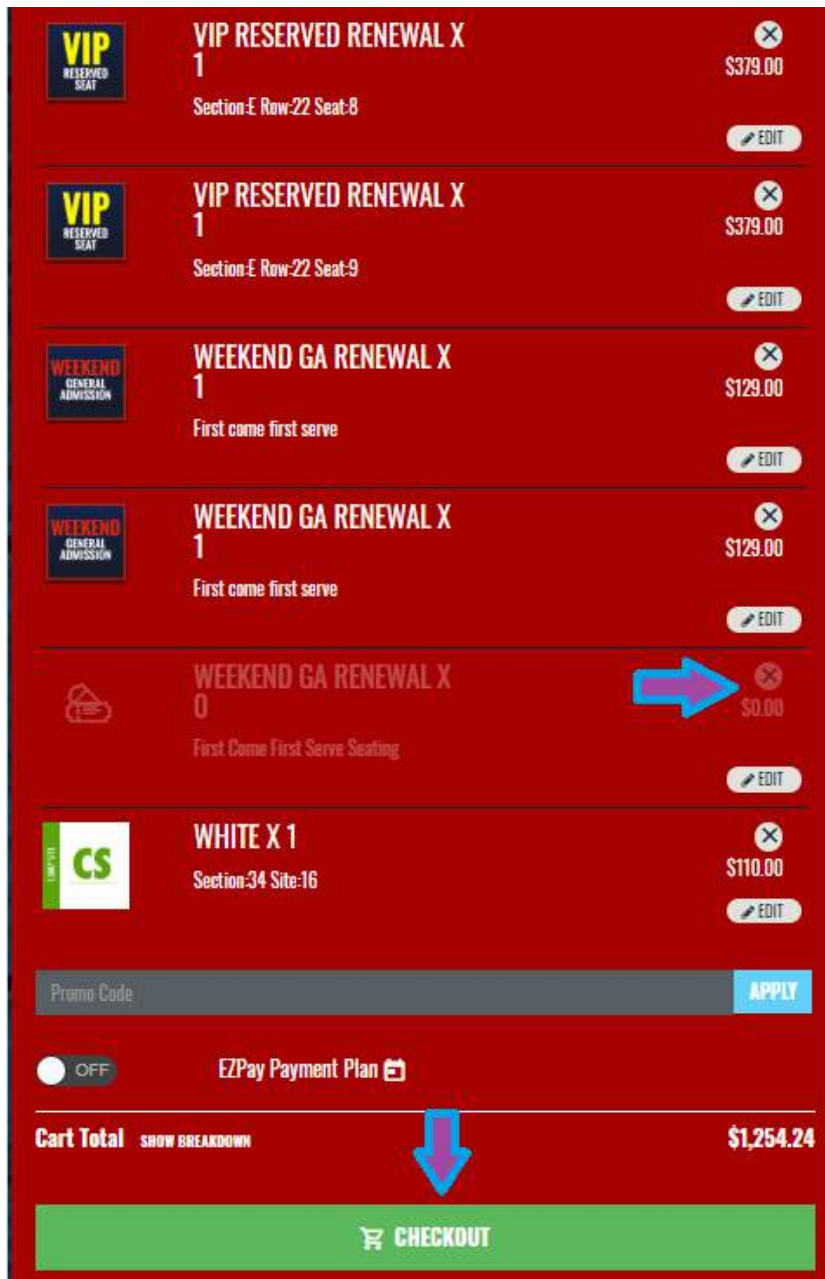 VIP
RESERVED
SEAT
VIP RESERVED RENEWAL X
1
$379.00
Section:E Row:22 Seat:8
EDIT
VIP
RESERVED
SEAT
VIP RESERVED RENEWAL X
1
$379.00
Section:E Row:22 Seat:9
EDIT
WEEKEND
GENERAL
ADMISSION
WEEKEND GA RENEWAL X
1
$129.00
First come first serve
EDIT
WEEKEND
GENERAL
ADMISSION
WEEKEND GA RENEWAL X
1
$129.00
First come first serve
EDIT
WEEKEND GA RENEWAL X
0
$0.00
First Come First Serve Seating
EDIT
CAMP SITE
CS
WHITE X 1
$110.00
Section:34 Site:16
EDIT
Promo Code
APPLY
OFF
EZPay Payment Plan
Cart Total SHOW BREAKDOWN $1,254.24
CHECKOUT